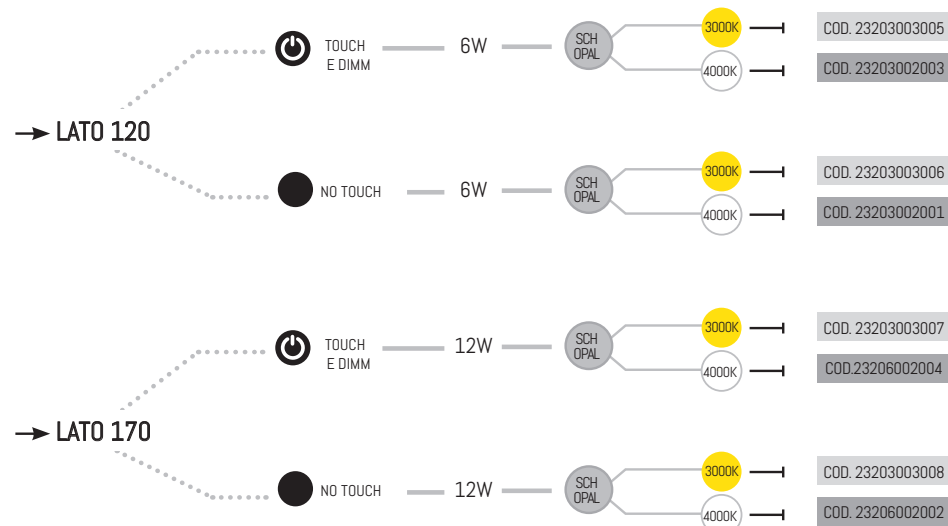 TOUCH
E DIMM
6W
SCH
OPAL
3000K
COD. 23203003005
4000K
COD. 23203002003
LATO 120
NO TOUCH
6W
SCH
OPAL
3000K
COD. 23203003006
4000K
COD. 23203002001
TOUCH
E DIMM
12W
SCH
OPAL
3000K
COD. 23203003007
4000K
COD.23206002004
LATO 170
NO TOUCH
12W
SCH
OPAL
3000K
COD. 23203003008
4000K
COD. 23206002002